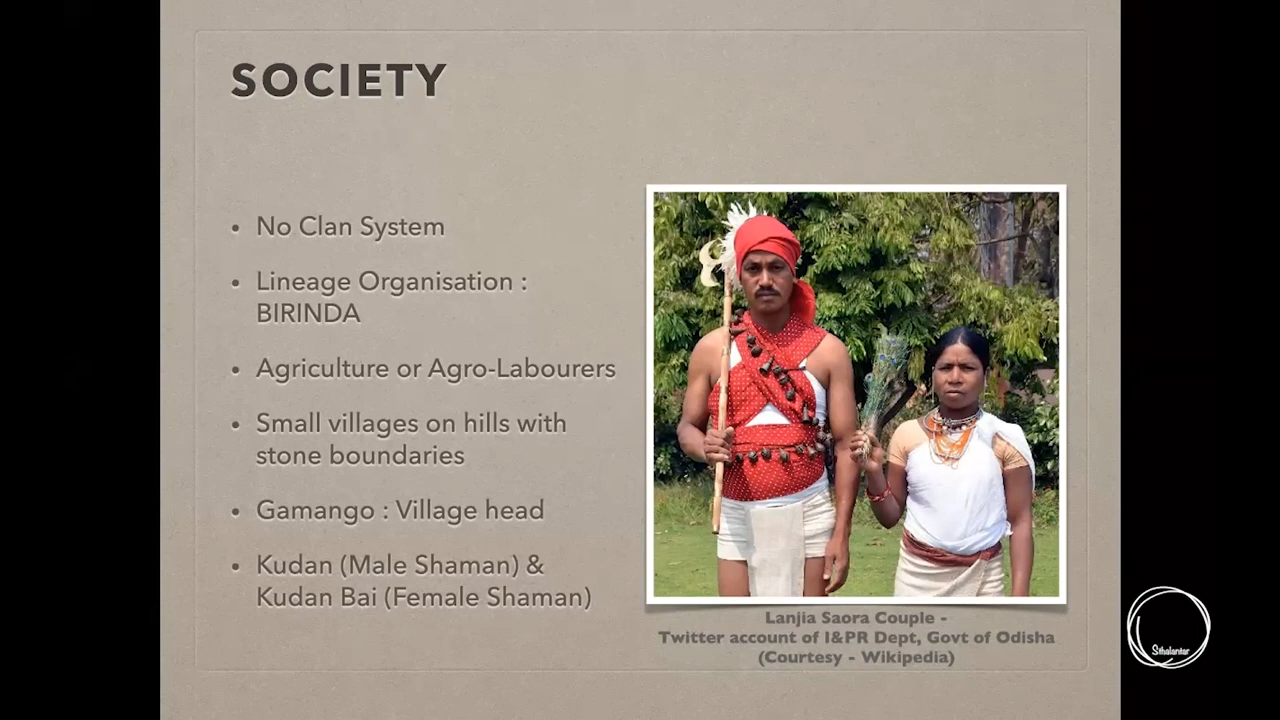 SOCIETY
• No Clan System
• Lineage Organisation :
BIRINDA
• Agriculture or Agro-Labourers
• Small villages on hills with
stone boundaries
• Gamango : Village head
• Kudan (Male Shaman) &
Kudan Bai (Female Shaman)
Lanjia Saora Couple -
Twitter account of I&PR Dept, Govt of Odisha
(Courtesy - Wikipedia)
Sthalantar